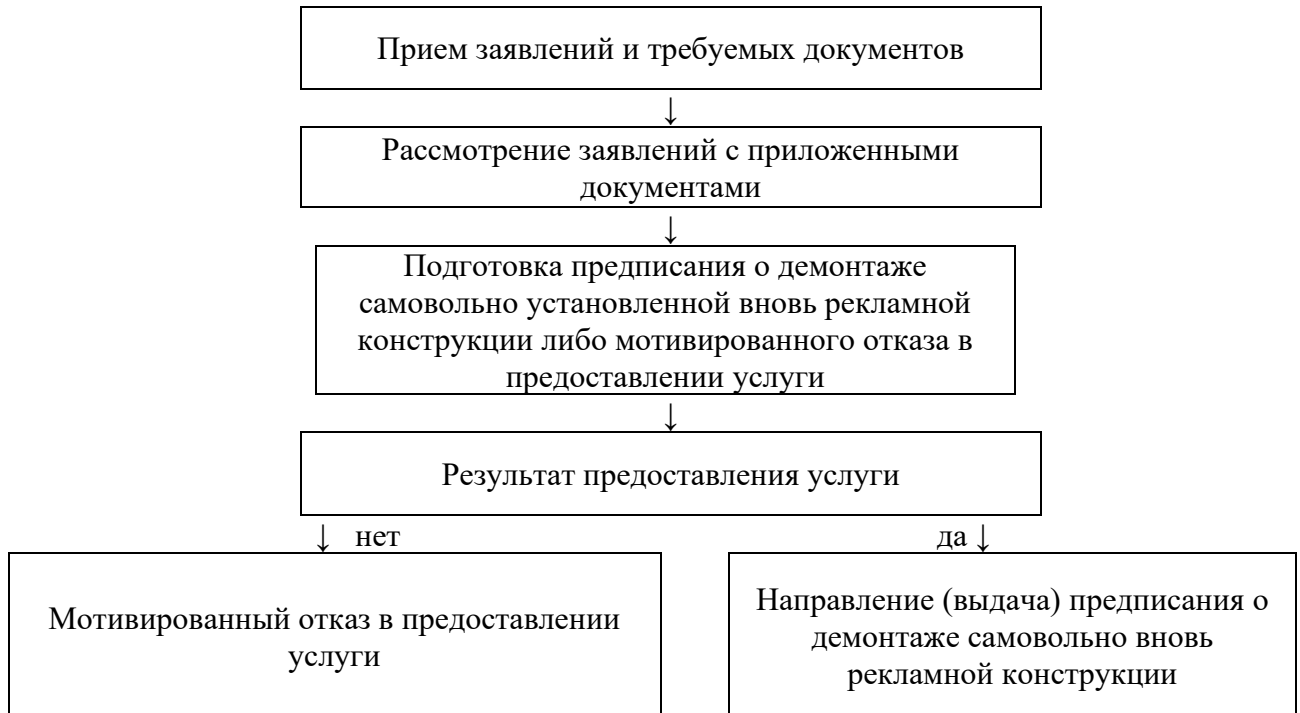 Прием заявлений и требуемых документов
↓
Рассмотрение заявлений с приложенными
документами
↓
Подготовка предписания о демонтаже
самовольно установленной вновь рекламной
конструкции либо мотивированного отказа в
предоставлении услуги
↓
Результат предоставления услуги
↓ нет
да ↓
Мотивированный отказ в предоставлении
услуги
Направление (выдача) предписания о
демонтаже самовольно вновь
рекламной конструкции